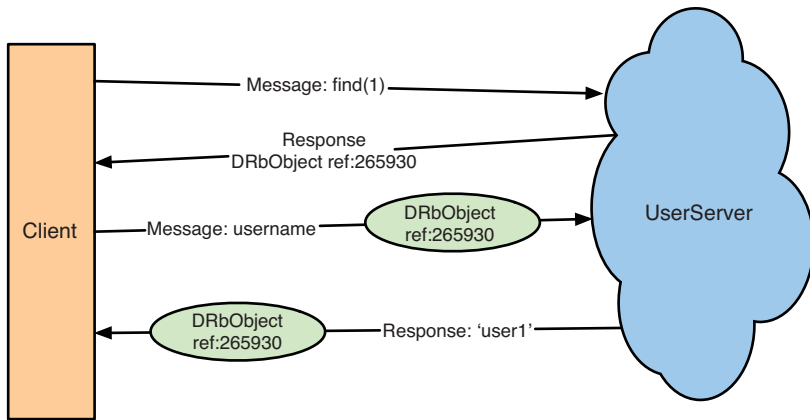 Message: find(1)
Response
DRbObject ref:265930
Client
Message: username
DRbObject
ref:265930
UserServer
DRbObject
ref:265930
Response: ‘user1’